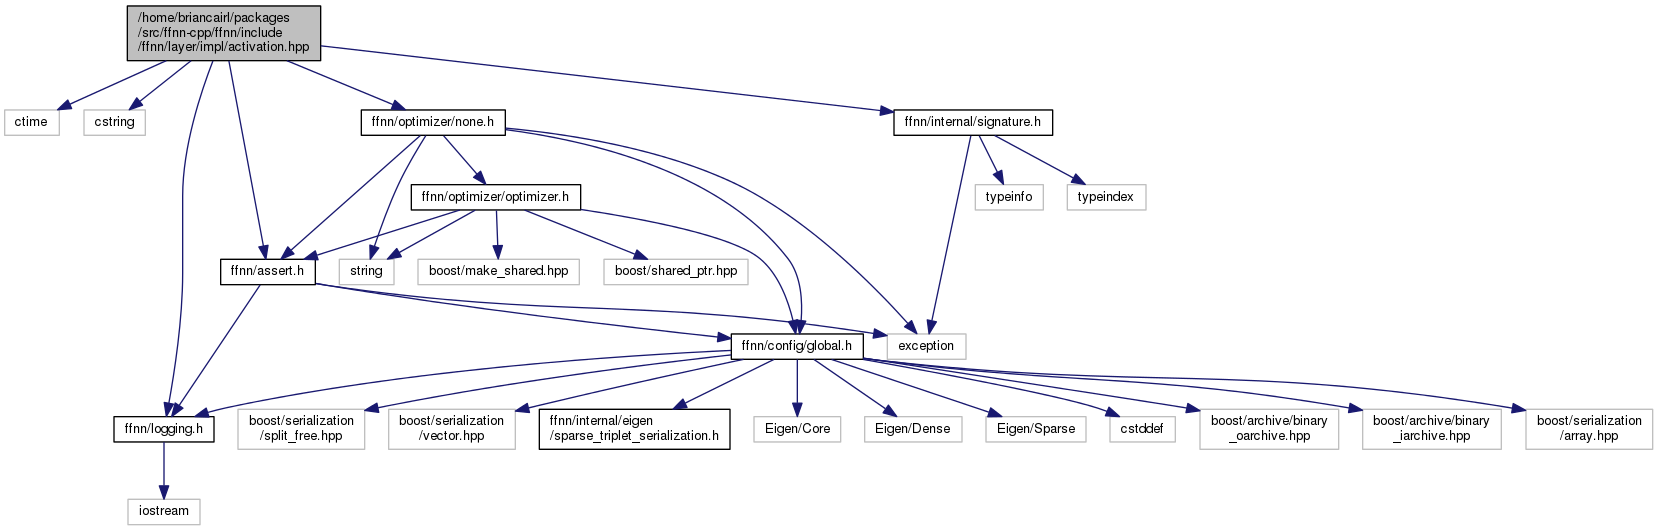 /home/briancairl/packages
/src/ffnn-cpp/ffnn/include
/ffnn/layer/impl/activation.hpp
ctime
cstring
ffnn/optimizer/none.h
ffnn/internal/signature.h
ffnn/optimizer/optimizer.h
typeinfo
typeindex
ffnn/assert.h
string
boost/make_shared.hpp
boost/shared_ptr.hpp
ffnn/config/global.h
exception
ffnn/logging.h
boost/serialization
/split_free.hpp
boost/serialization
/vector.hpp
ffnn/internal/eigen
/sparse_triplet_serialization.h
Eigen/Core
Eigen/Dense
Eigen/Sparse
cstddef
boost/archive/binary
_oarchive.hpp
boost/archive/binary
_iarchive.hpp
boost/serialization
/array.hpp
iostream